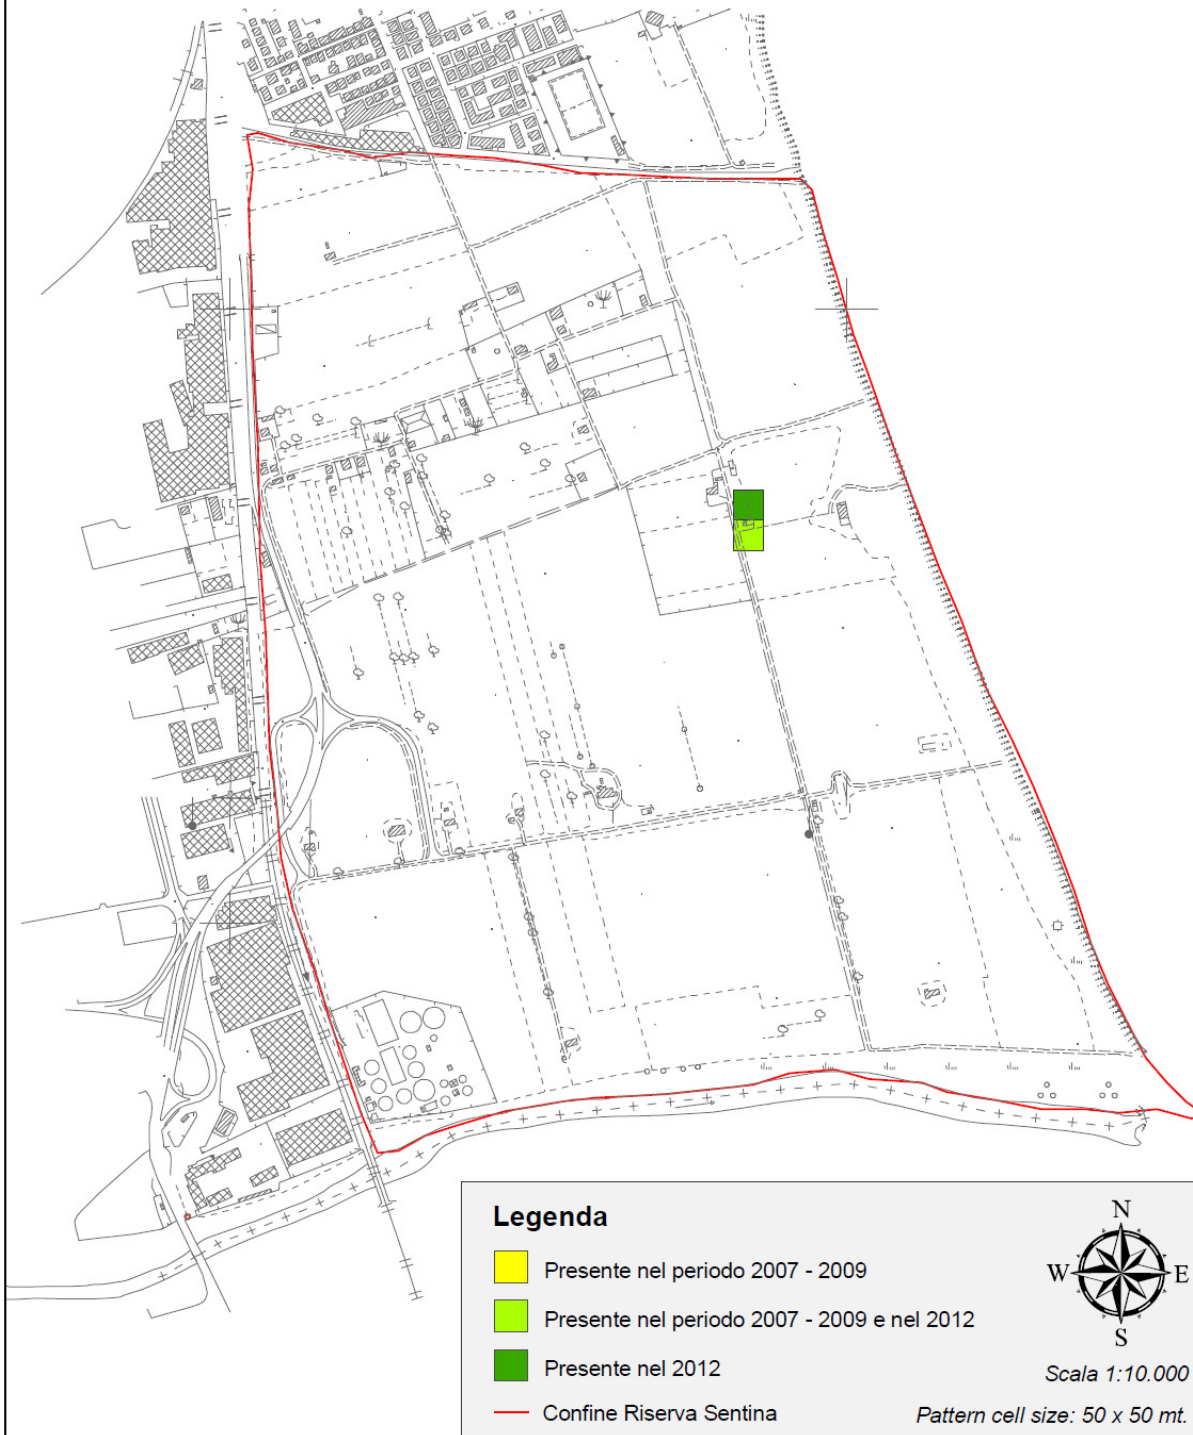 Legenda
Presente nel periodo 2007 - 2009
Presente nel periodo 2007 - 2009 e nel 2012
Presente nel 2012
Confine Riserva Sentina
N
W
E
S
Scala 1:10.000
Pattern cell size: 50 x 50 mt.